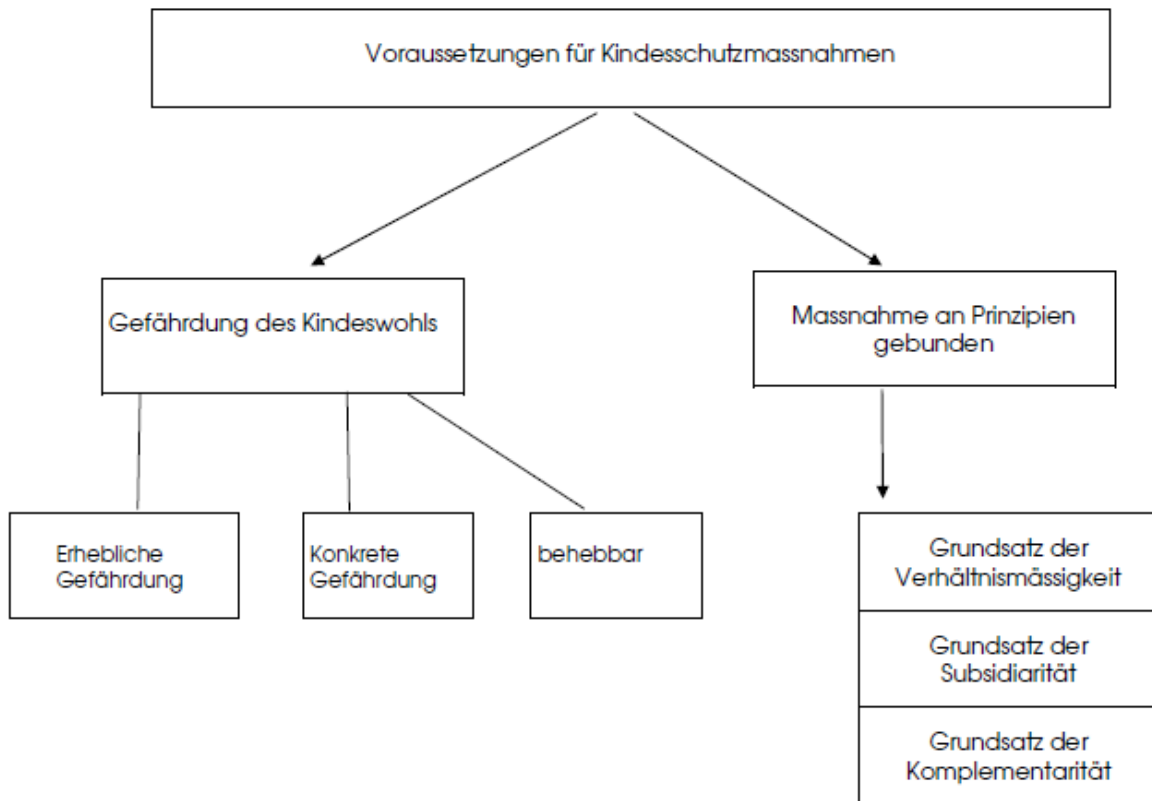 Voraussetzungen für Kindesschutzmassnahmen
Gefährdung des Kindeswohls
Massnahme an Prinzipien
gebunden
Erhebliche
Gefährdung
Konkrete
Gefährdung
behebbar
Grundsatz der
Verhältnismässigkeit
Grundsatz der
Subsidiarität
Grundsatz der
Komplementarität